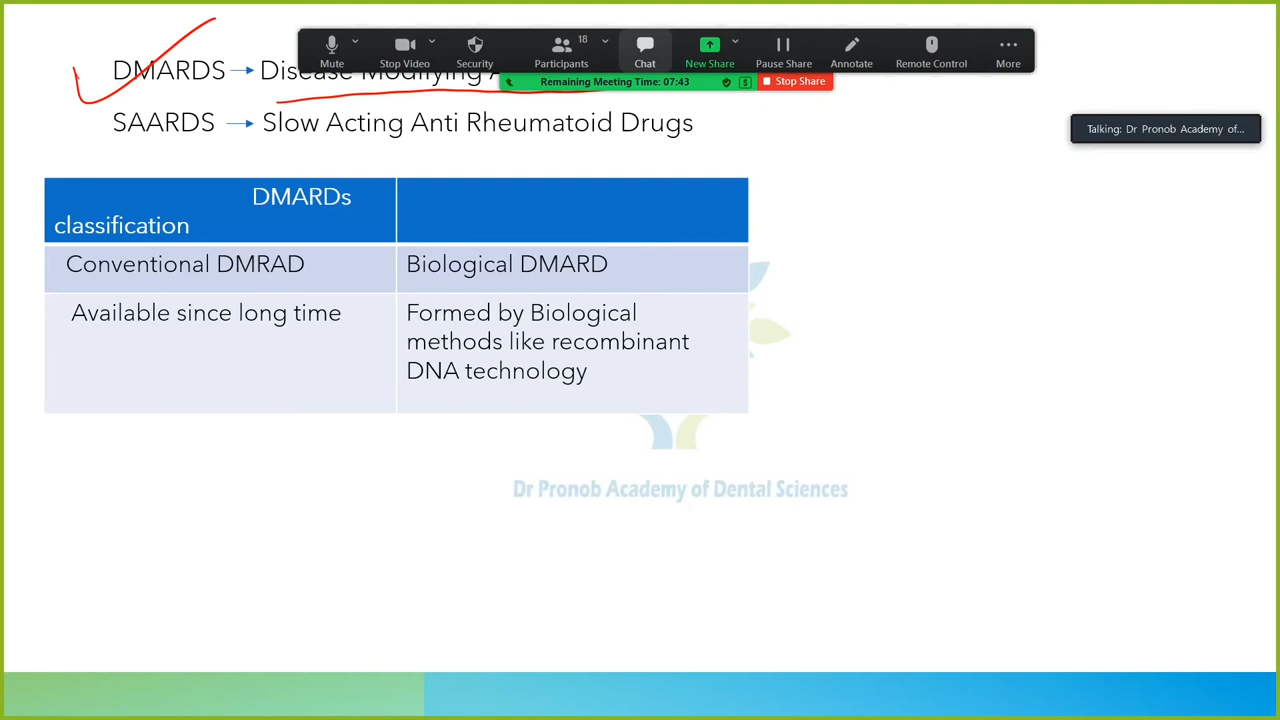 18
Mute
Stop Video
Security
Participants
Chat
New Share
Pause Share
Annotate
Remote Control
More
DMARDS → Disease Modifying
Remaining Meeting Time: 07:43
Stop Share
SAARDS → Slow Acting Anti Rheumatoid Drugs
Talking: Dr Pronob Academy of...
DMARDs
classification
Conventional DMRAD
Biological DMARD
Available since long time
Formed by Biological
methods like recombinant
DNA technology
Dr Pronob Academy of Dental Sciences